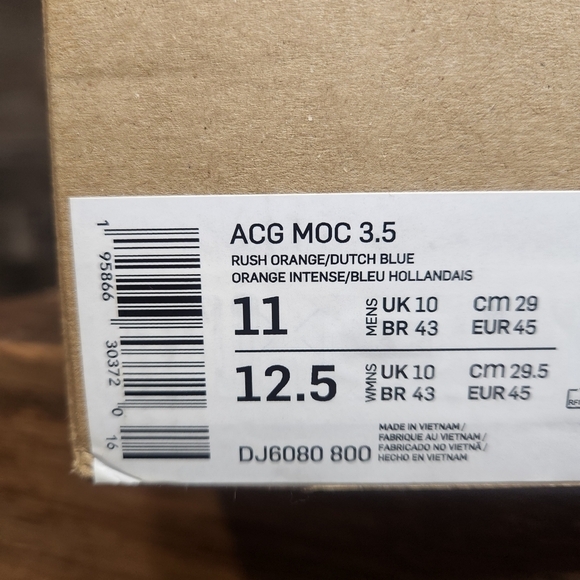 ACG MOC 3.5
RUSH ORANGE/DUTCH BLUE
ORANGE INTENSE/BLEU HOLLANDAIS
11 MENS UK 10 cm 29
BR 43 EUR 45
12.5 WMNS UK 10 cm 29.5
BR 43 EUR 45
DJ6080 800
MADE IN VIETNAM/
FABRIQUE AU VIETNAM/
FABRICADO NO VIETNÃ/
HECHO EN VIETNAM
1 95866 30372 0 16